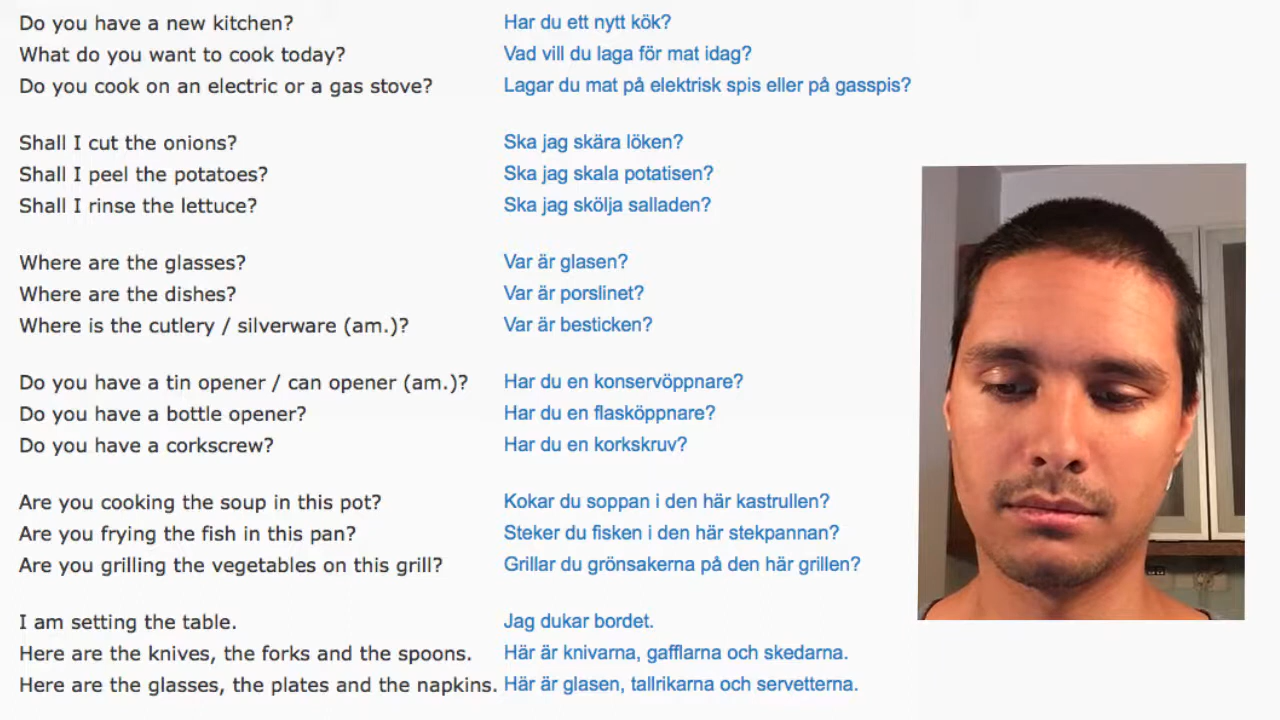 Do you have a new kitchen? Har du ett nytt kök?
What do you want to cook today? Vad vill du laga för mat idag?
Do you cook on an electric or a gas stove? Lagar du mat på elektrisk spis eller på gasspis?
Shall I cut the onions? Ska jag skära löken?
Shall I peel the potatoes? Ska jag skala potatisen?
Shall I rinse the lettuce? Ska jag skölja salladen?
Where are the glasses? Var är glasen?
Where are the dishes? Var är porslinet?
Where is the cutlery / silverware (am.)? Var är besticken?
Do you have a tin opener / can opener (am.)? Har du en konservöppnare?
Do you have a bottle opener? Har du en flasköppnare?
Do you have a corkscrew? Har du en korkskruv?
Are you cooking the soup in this pot? Kokar du soppan i den här kastrullen?
Are you frying the fish in this pan? Steker du fisken i den här stekpannan?
Are you grilling the vegetables on this grill? Grillar du grönsakerna på den här grillen?
I am setting the table. Jag dukar bordet.
Here are the knives, the forks and the spoons. Här är knivarna, gafflarna och skedarna.
Here are the glasses, the plates and the napkins. Här är glasen, tallrikarna och servetterna.